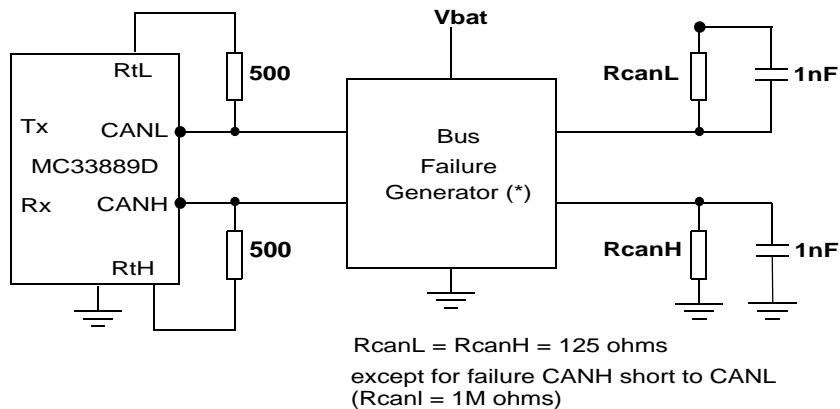 Vbat
RtL
500
RcanL
1nF
Tx
CANL
MC33889D
Rx
CANH
Bus
Failure
Generator (*)
RtH
500
RcanH
1nF
RcanL = RcanH = 125 ohms
except for failure CANH short to CANL
(Rcanl = 1M ohms)